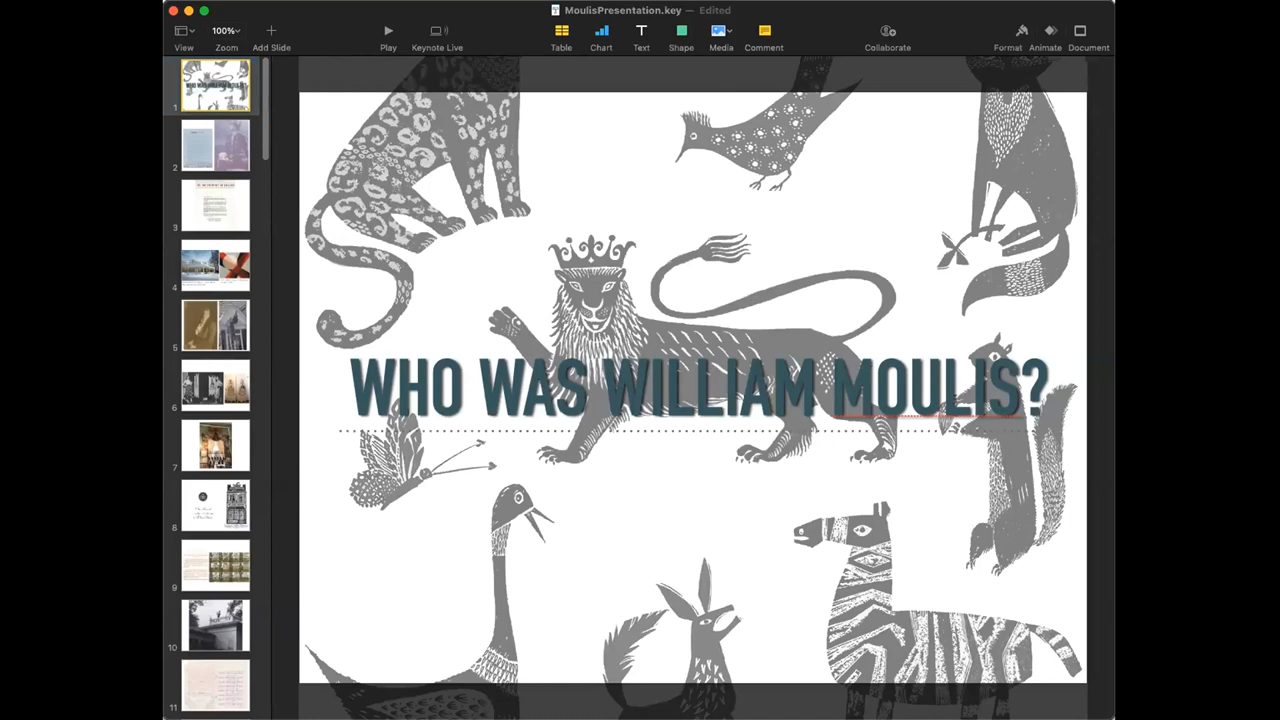 MoulisPresentation.key — Edited
100%
View
Zoom
Add Slide
Play
Keynote Live
Table
Chart
Text
Shape
Media
Comment
Collaborate
Format
Animate
Document
WHO WAS WILLIAM MOULIS?
1
2
3
4
5
6
7
8
9
10
11